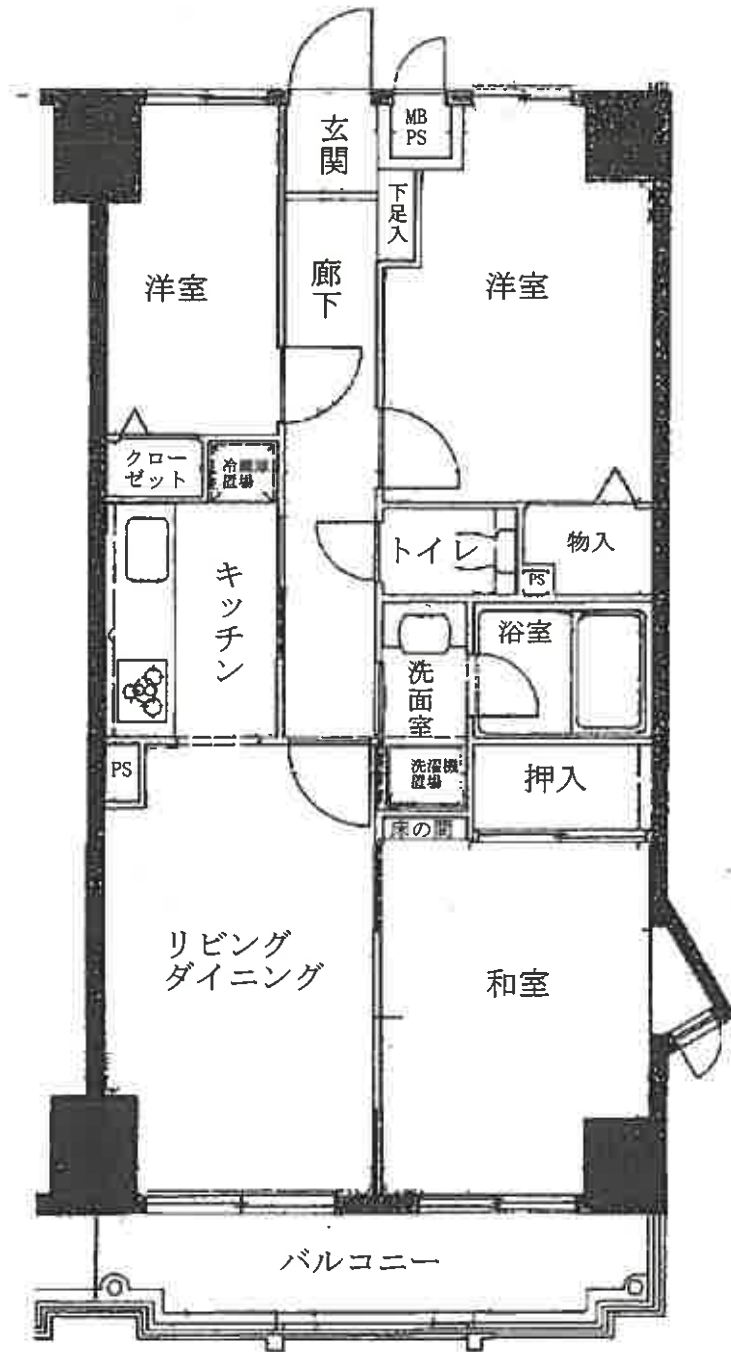 玄関
MB
PS
下足入
廊下
洋室
洋室
クロー
ゼット
冷蔵庫
置場
トイレ
物入
PS
キッチン
浴室
洗面室
PS
洗濯機
置場
押入
床の間
リビング
ダイニング
和室
バルコニー